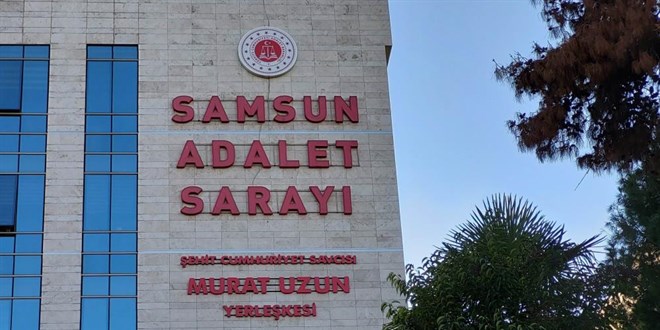 SAMSUN
ADALET
SARAYI
ŞEHİT CUMHURİYET SAVCISI
MURAT UZUN
YERLEŞKESİ